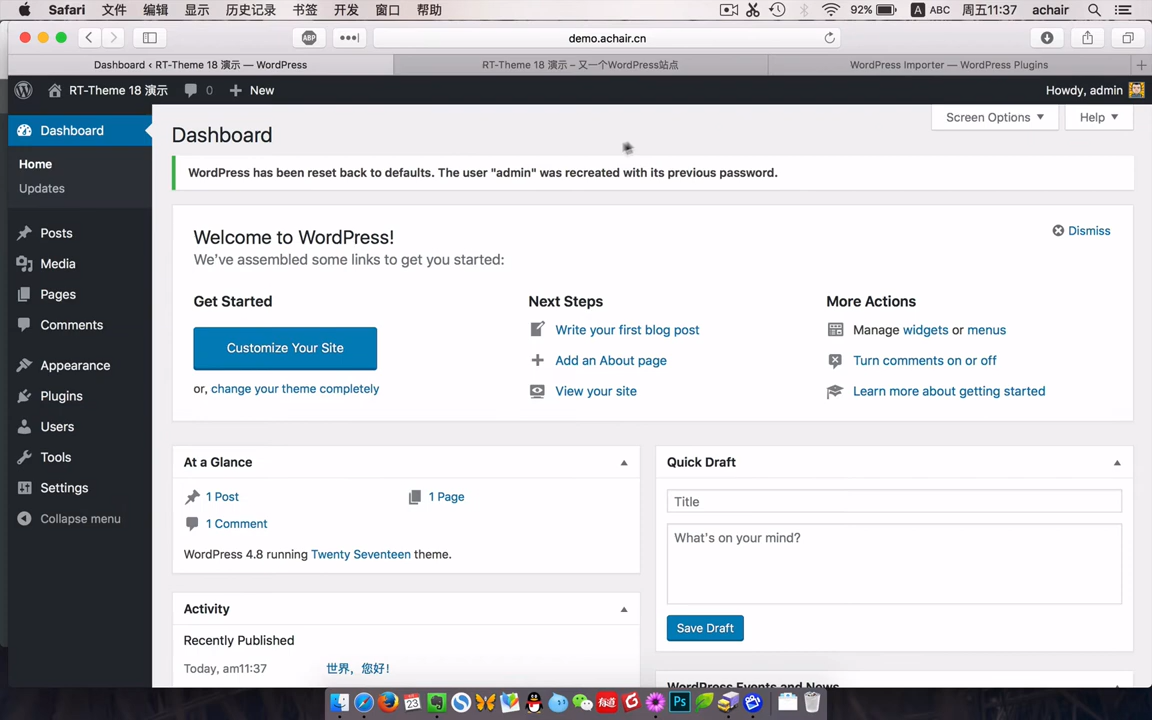 Safari 文件 编辑 显示 历史记录 书签 开发 窗口 帮助 92% A ABC 周五11:37 achair
ABP demo.achair.cn
Dashboard ‹ RT-Theme 18 演示 — WordPress RT-Theme 18 演示 – 又一个WordPress站点 WordPress Importer — WordPress Plugins
RT-Theme 18 演示 0 New Howdy, admin
Dashboard
Home
Updates
Posts
Media
Pages
Comments
Appearance
Plugins
Users
Tools
Settings
Collapse menu
Screen Options Help
Dashboard
WordPress has been reset back to defaults. The user "admin" was recreated with its previous password.
Welcome to WordPress!
Dismiss
We've assembled some links to get you started:
Get Started
Customize Your Site
or, change your theme completely
Next Steps
Write your first blog post
Add an About page
View your site
More Actions
Manage widgets or menus
Turn comments on or off
Learn more about getting started
At a Glance
1 Post 1 Page
1 Comment
WordPress 4.8 running Twenty Seventeen theme.
Activity
Recently Published
Today, am11:37 世界，您好！
Quick Draft
Title
What's on your mind?
Save Draft
WordPress Events and News
23 有道 Ps